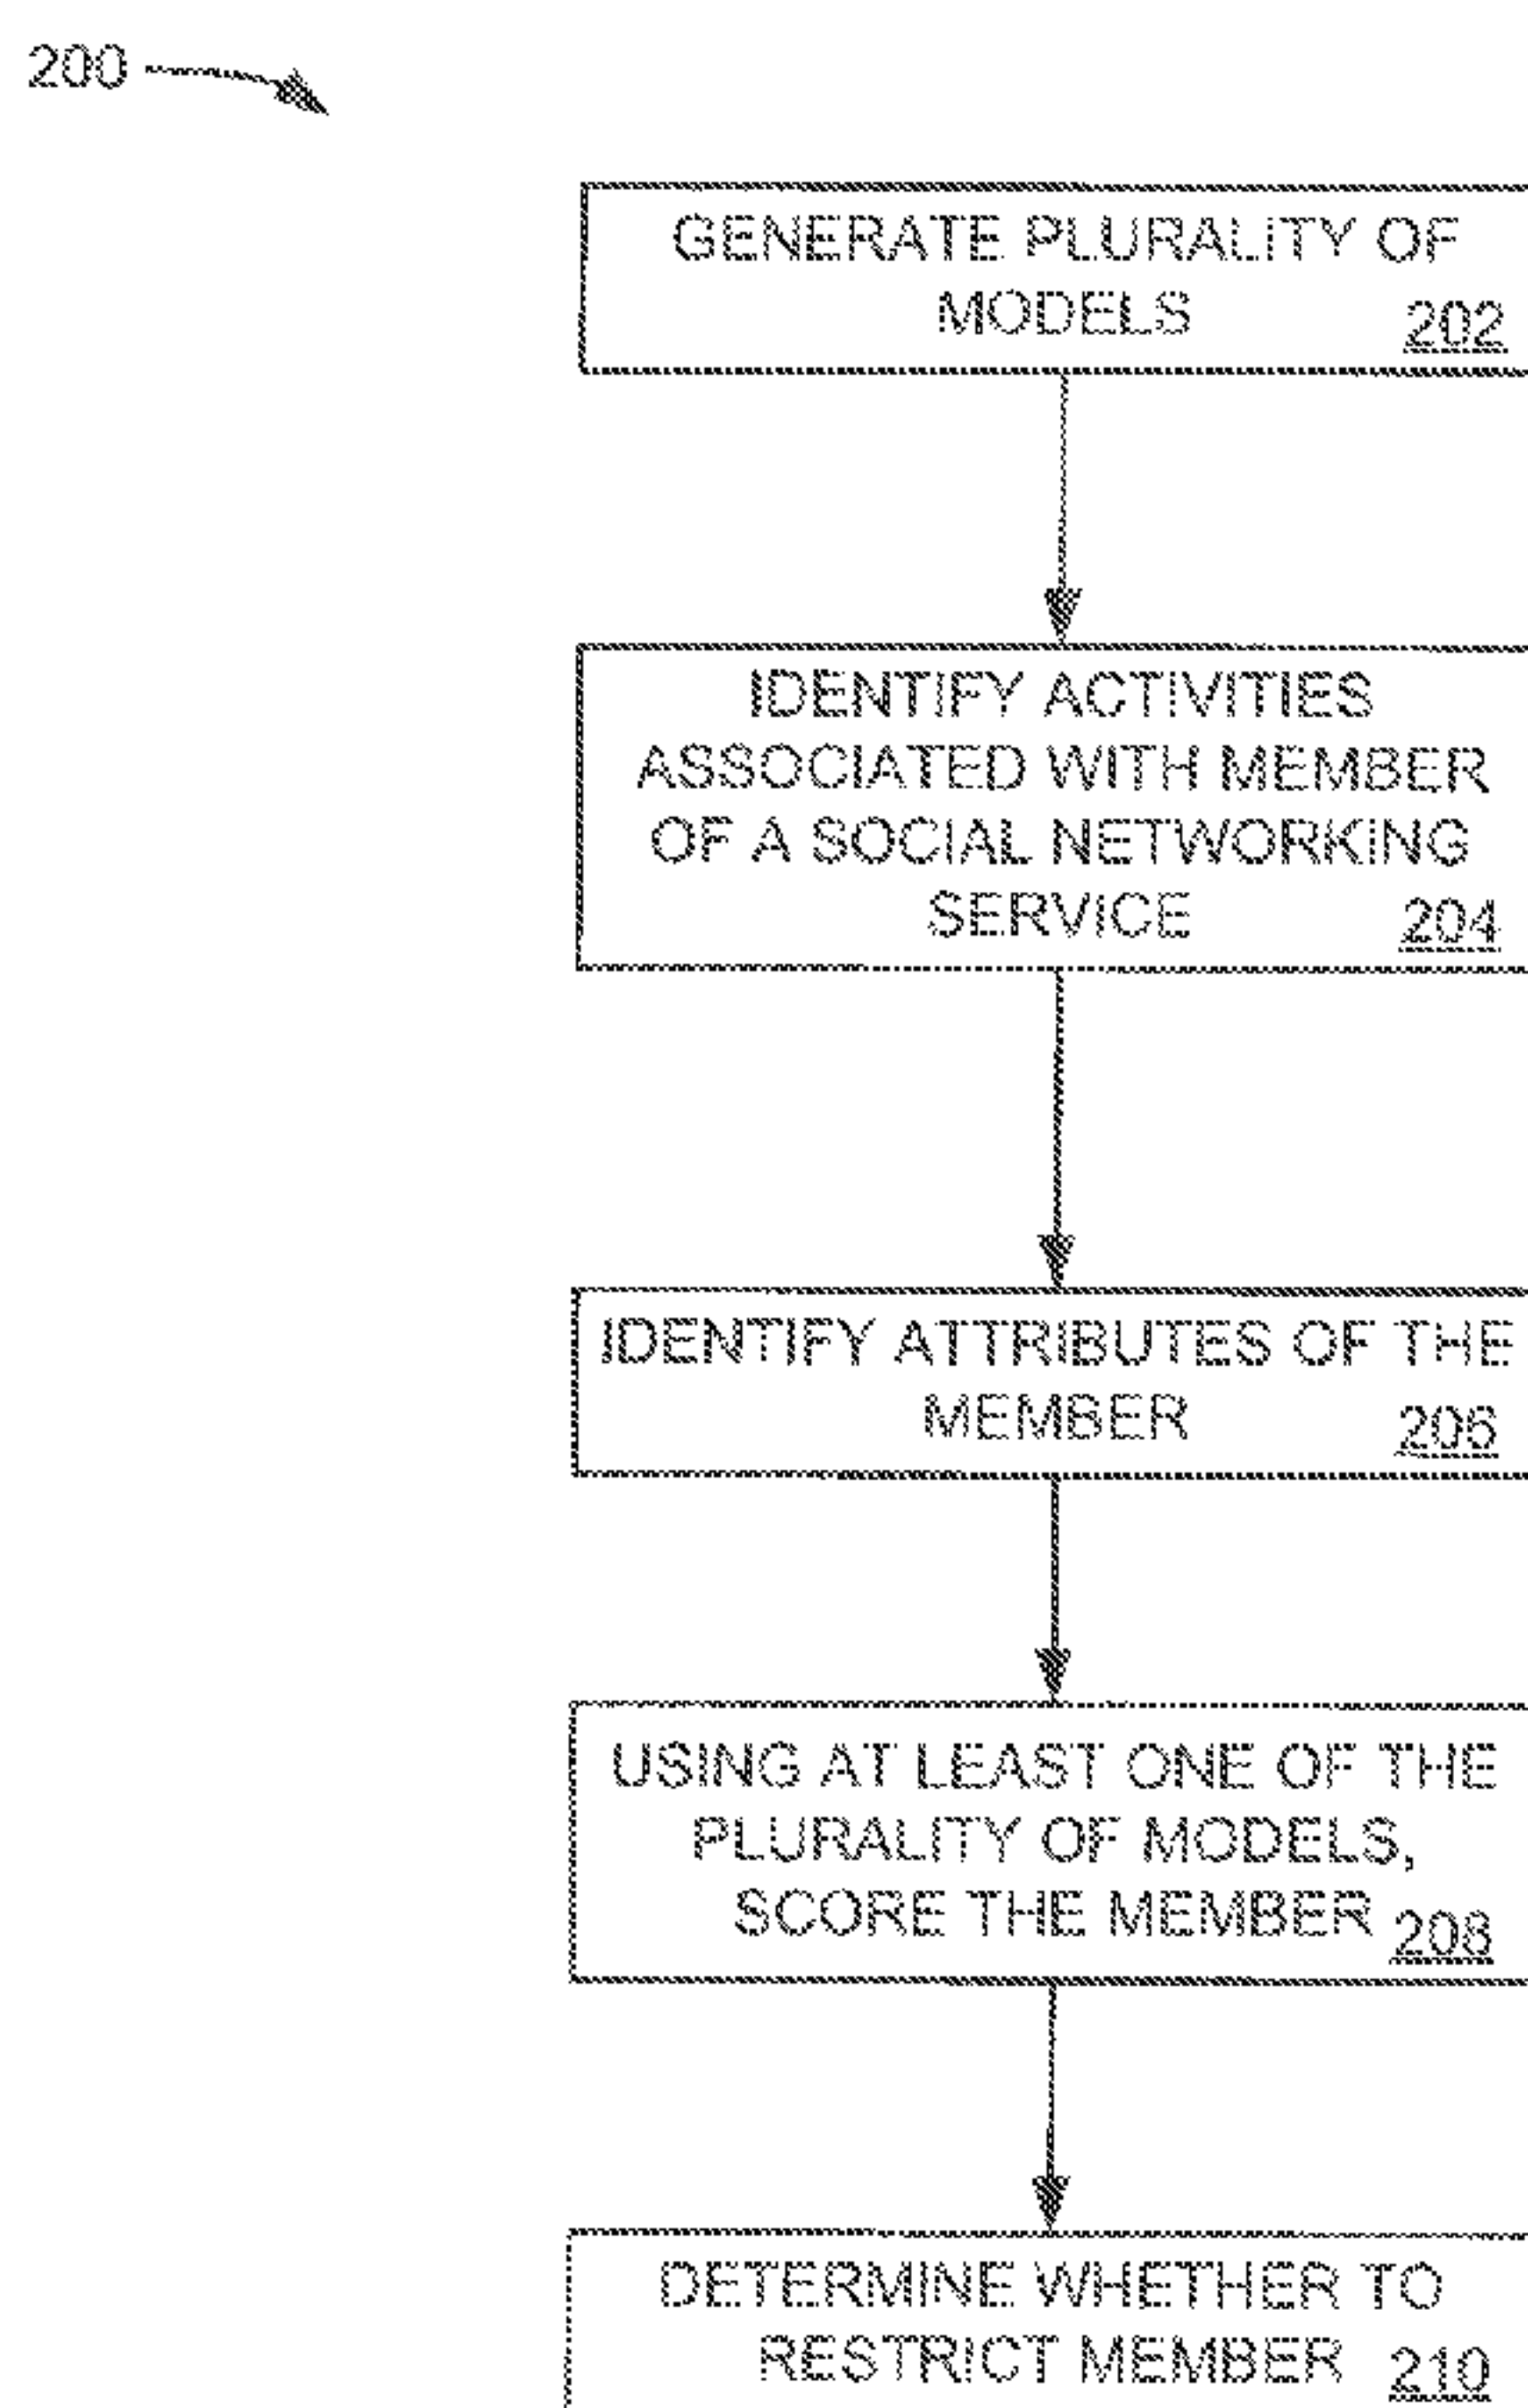 200
GENERATE PLURALITY OF
MODELS 202
IDENTIFY ACTIVITIES
ASSOCIATED WITH MEMBER
OF A SOCIAL NETWORKING
SERVICE 204
IDENTIFY ATTRIBUTES OF THE
MEMBER 206
USING AT LEAST ONE OF THE
PLURALITY OF MODELS,
SCORE THE MEMBER 208
DETERMINE WHETHER TO
RESTRICT MEMBER 210